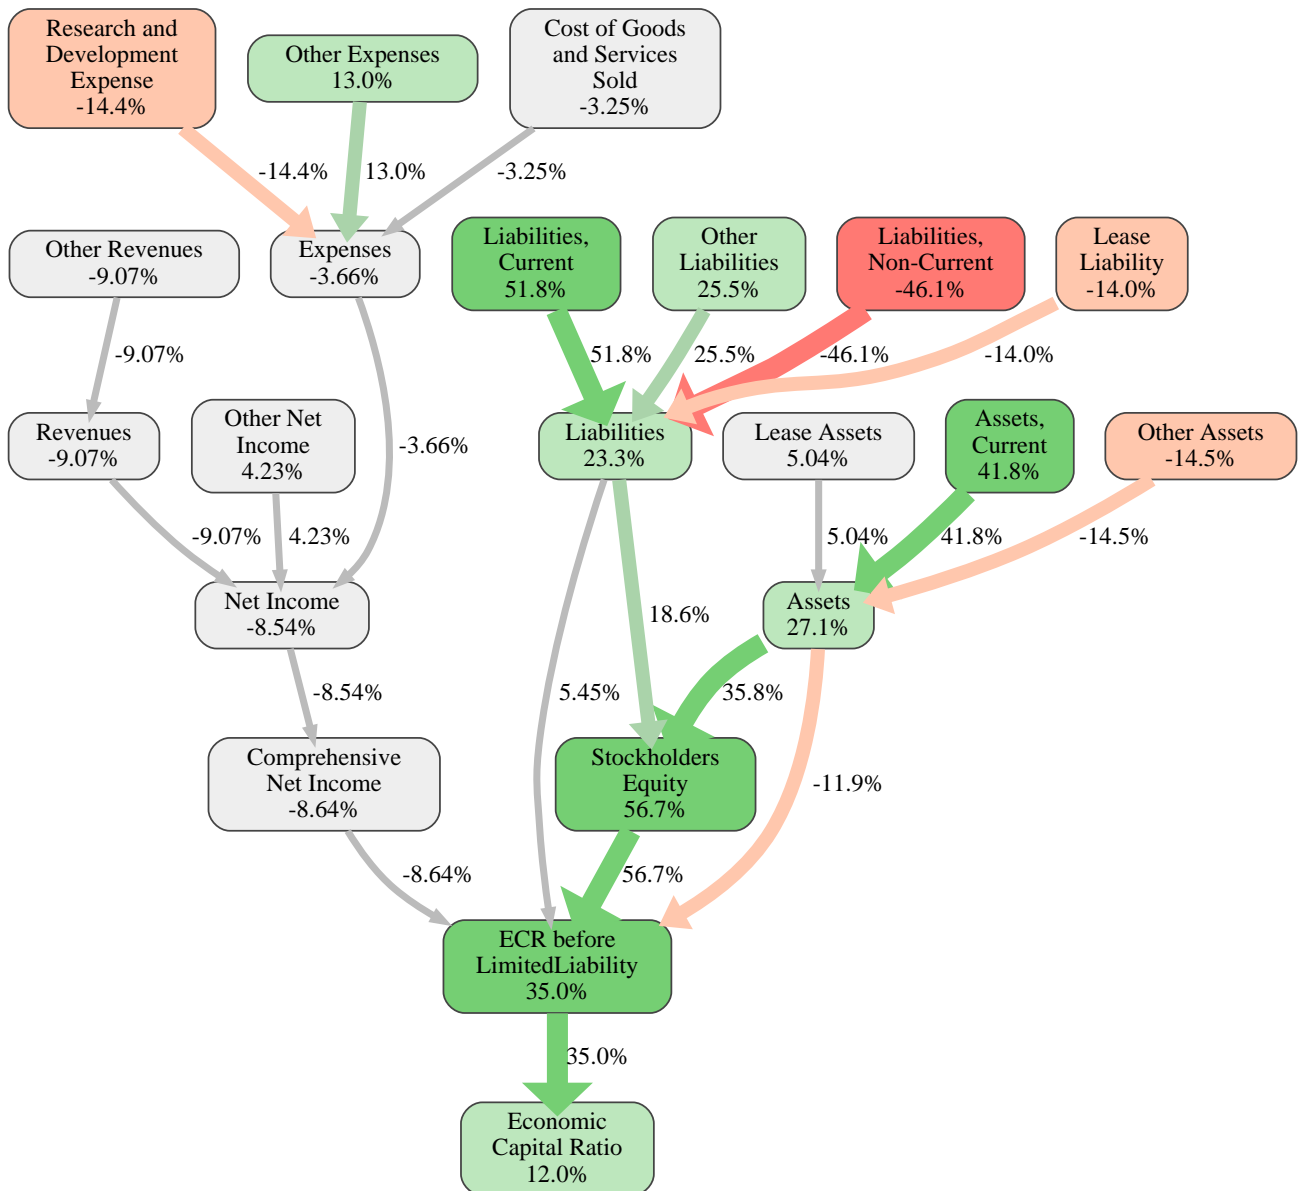 Research and
Development
Expense
-14.4%
Other Expenses
13.0%
Cost of Goods
and Services
Sold
-3.25%
-14.4%
13.0%
-3.25%
Other Revenues
-9.07%
Expenses
-3.66%
Liabilities,
Current
51.8%
Other
Liabilities
25.5%
Liabilities,
Non-Current
-46.1%
Lease
Liability
-14.0%
-9.07%
51.8%
25.5%
-46.1%
-14.0%
Revenues
-9.07%
Other Net
Income
4.23%
-3.66%
Liabilities
23.3%
Lease Assets
5.04%
Assets,
Current
41.8%
Other Assets
-14.5%
-9.07%
4.23%
5.04%
41.8%
-14.5%
Net Income
-8.54%
18.6%
Assets
27.1%
-8.54%
5.45%
35.8%
Comprehensive
Net Income
-8.64%
Stockholders
Equity
56.7%
-11.9%
-8.64%
56.7%
ECR before
LimitedLiability
35.0%
35.0%
Economic
Capital Ratio
12.0%